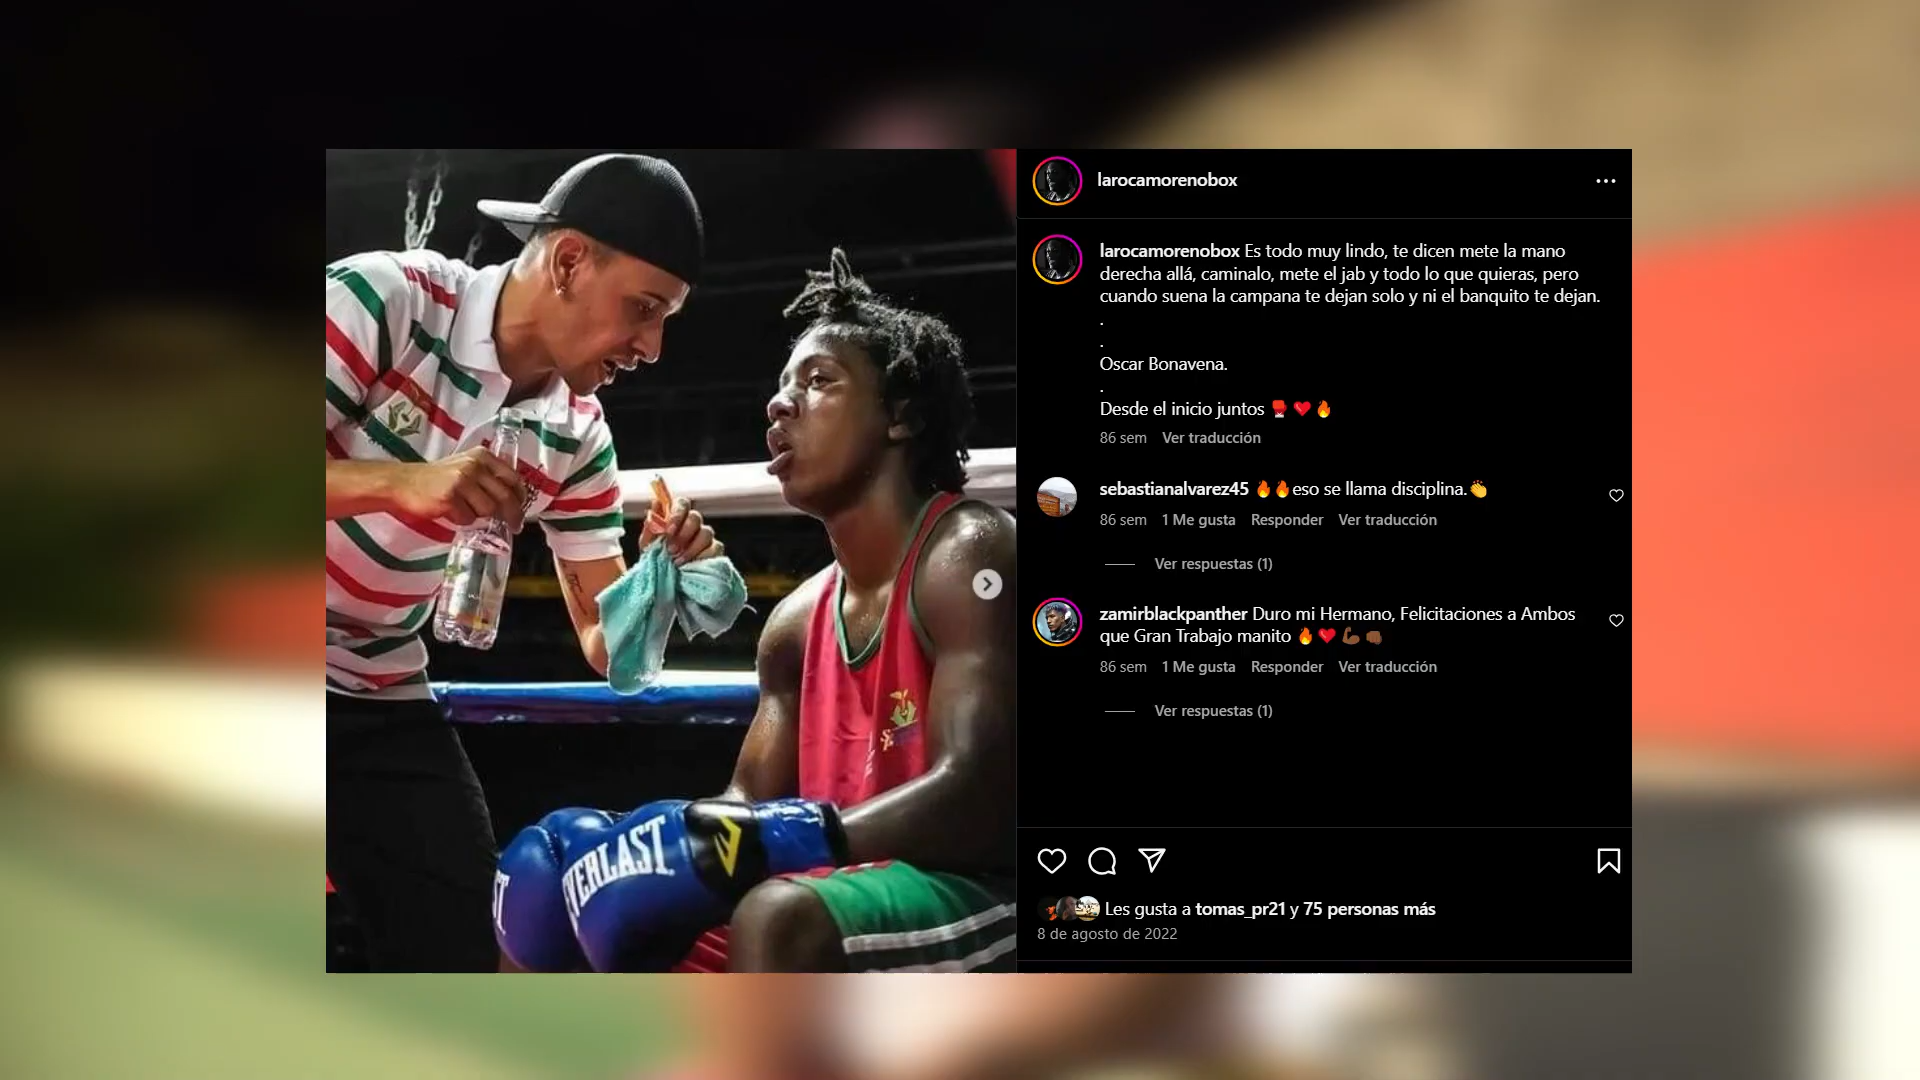 larocamorenobox
larocamorenobox Es todo muy lindo, te dicen mete la mano
derecha allá, caminalo, mete el jab y todo lo que quieras, pero
cuando suena la campana te dejan solo y ni el banquito te dejan.
.
.
Oscar Bonavena.
.
Desde el inicio juntos 🥊❤️🔥
86 sem Ver traducción
sebastianalvarez45 🔥🔥eso se llama disciplina.👏
86 sem 1 Me gusta Responder Ver traducción
Ver respuestas (1)
zamirblackpanther Duro mi Hermano, Felicitaciones a Ambos
que Gran Trabajo manito 🔥❤️💪🏾👊🏾
86 sem 1 Me gusta Responder Ver traducción
Ver respuestas (1)
EVERLAST
ST
Les gusta a tomas_pr21 y 75 personas más
8 de agosto de 2022